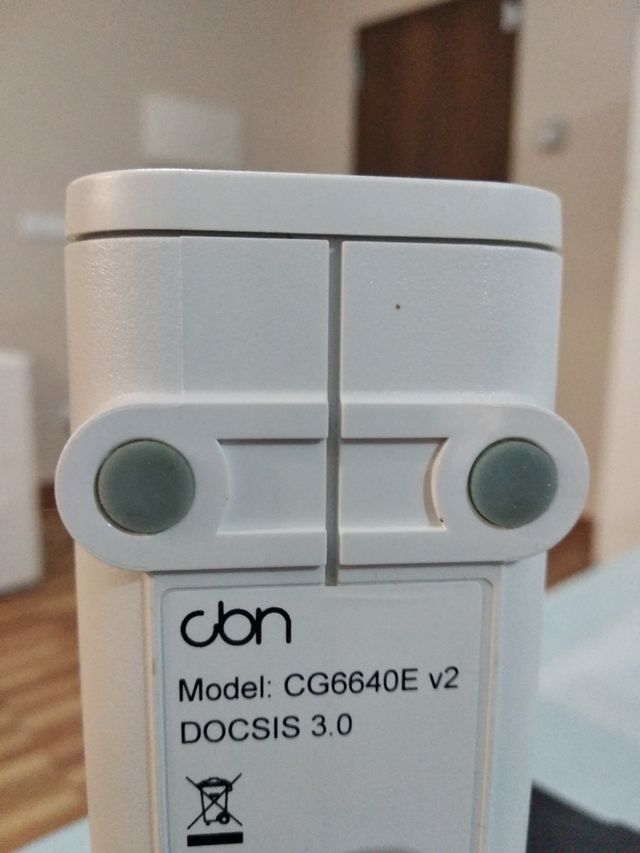 cbn
Model: CG6640E v2
DOCSIS 3.0